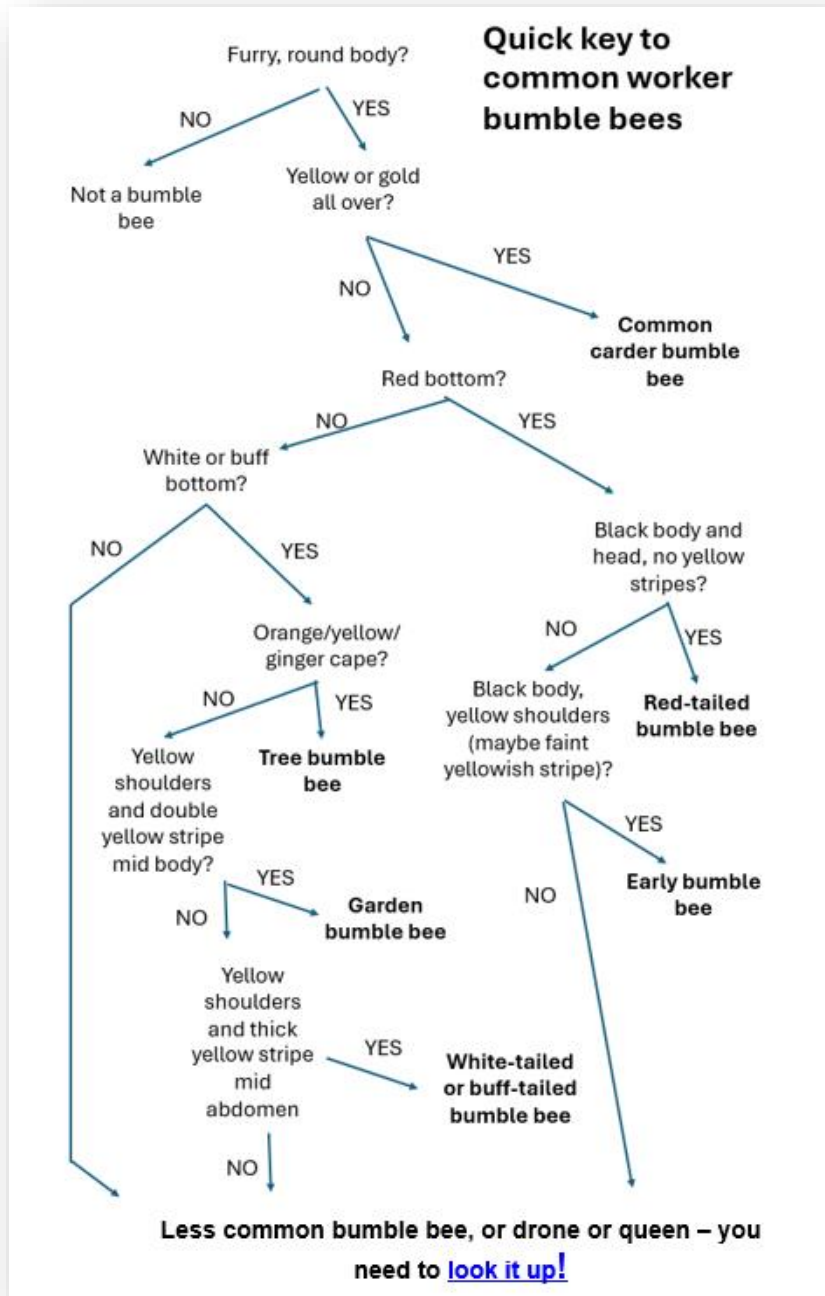 Quick key to
common worker
bumble bees
Furry, round body?
NO
YES
Not a bumble
bee
Yellow or gold
all over?
YES
NO
Common
carder bumble
bee
Red bottom?
NO
YES
White or buff
bottom?
Black body and
head, no yellow
stripes?
NO
YES
Orange/yellow/
ginger cape?
NO
YES
Black body,
yellow shoulders
(maybe faint
yellowish stripe)?
Red-tailed
bumble bee
NO
YES
Yellow
shoulders
and double
yellow stripe
mid body?
Tree bumble
bee
YES
NO
Early bumble
bee
YES
NO
Garden
bumble bee
Yellow
shoulders
and thick
yellow stripe
mid
abdomen
YES
White-tailed
or buff-tailed
bumble bee
NO
Less common bumble bee, or drone or queen – you
need to look it up!